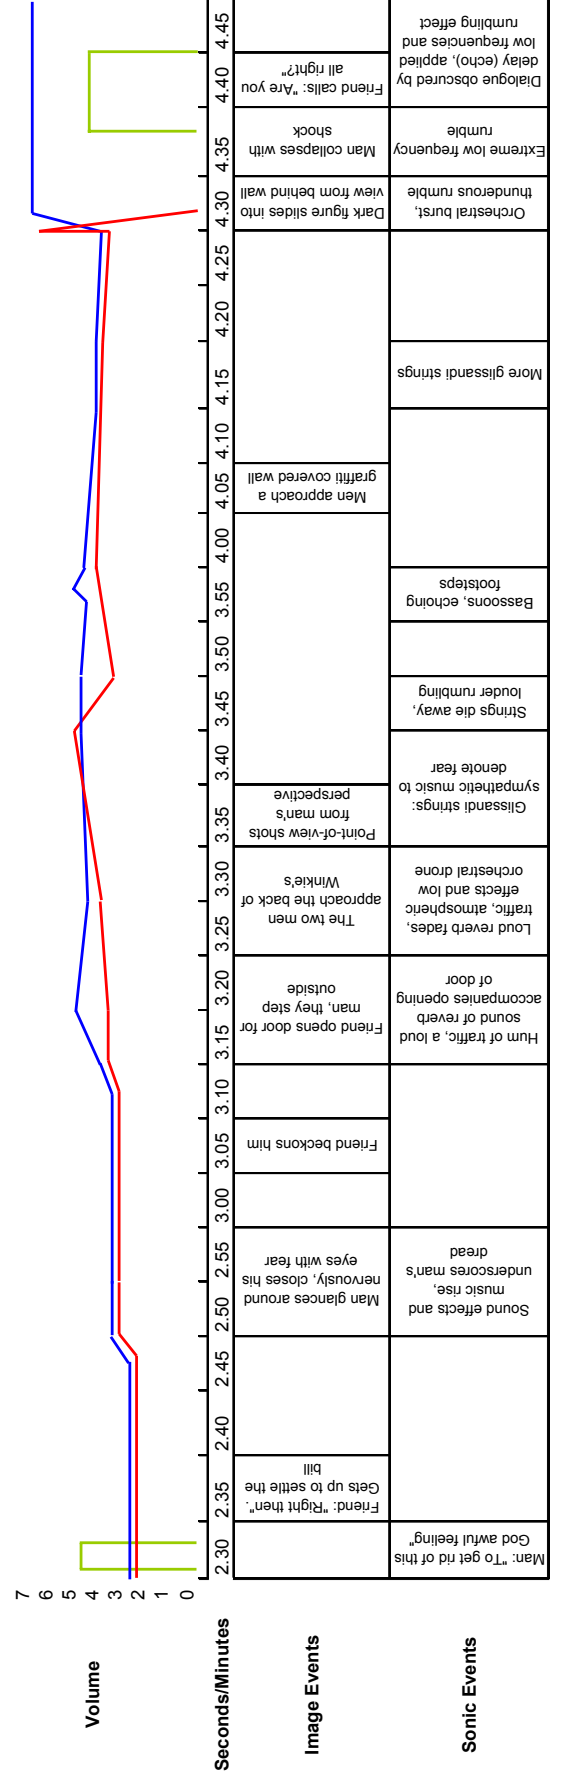 Volume
7
6
5
4
3
2
1
0
Seconds/Minutes
2.30
2.35
2.40
2.45
2.50
2.55
3.00
3.05
3.10
3.15
3.20
3.25
3.30
3.35
3.40
3.45
3.50
3.55
4.00
4.05
4.10
4.15
4.20
4.25
4.30
4.35
4.40
4.45
Image Events
Friend: "Right then".
Gets up to settle the
bill
Man glances around
nervously, closes his
eyes with fear
Friend beckons him
Friend opens door for
man, they step
outside
The two men
approach the back of
Winkie's
Point-of-view shots
from man's
perspective
Men approach a
graffiti covered wall
Dark figure slides into
view from behind wall
Man collapses with
shock
Friend calls: "Are you
all right?"
Sonic Events
Man: "To get rid of this
God awful feeling"
Sound effects and
music rise,
underscores man's
dread
Hum of traffic, a loud
sound of reverb
accompanies opening
of door
Loud reverb fades,
traffic, atmospheric
effects and low
orchestral drone
Glissandi strings:
sympathetic music to
denote fear
Strings die away,
louder rumbling
Bassoons, echoing
footsteps
More glissandi strings
Orchestral burst,
thunderous rumble
Extreme low frequency
rumble
Dialogue obscured by
delay (echo), applied
low frequencies and
rumbling effect